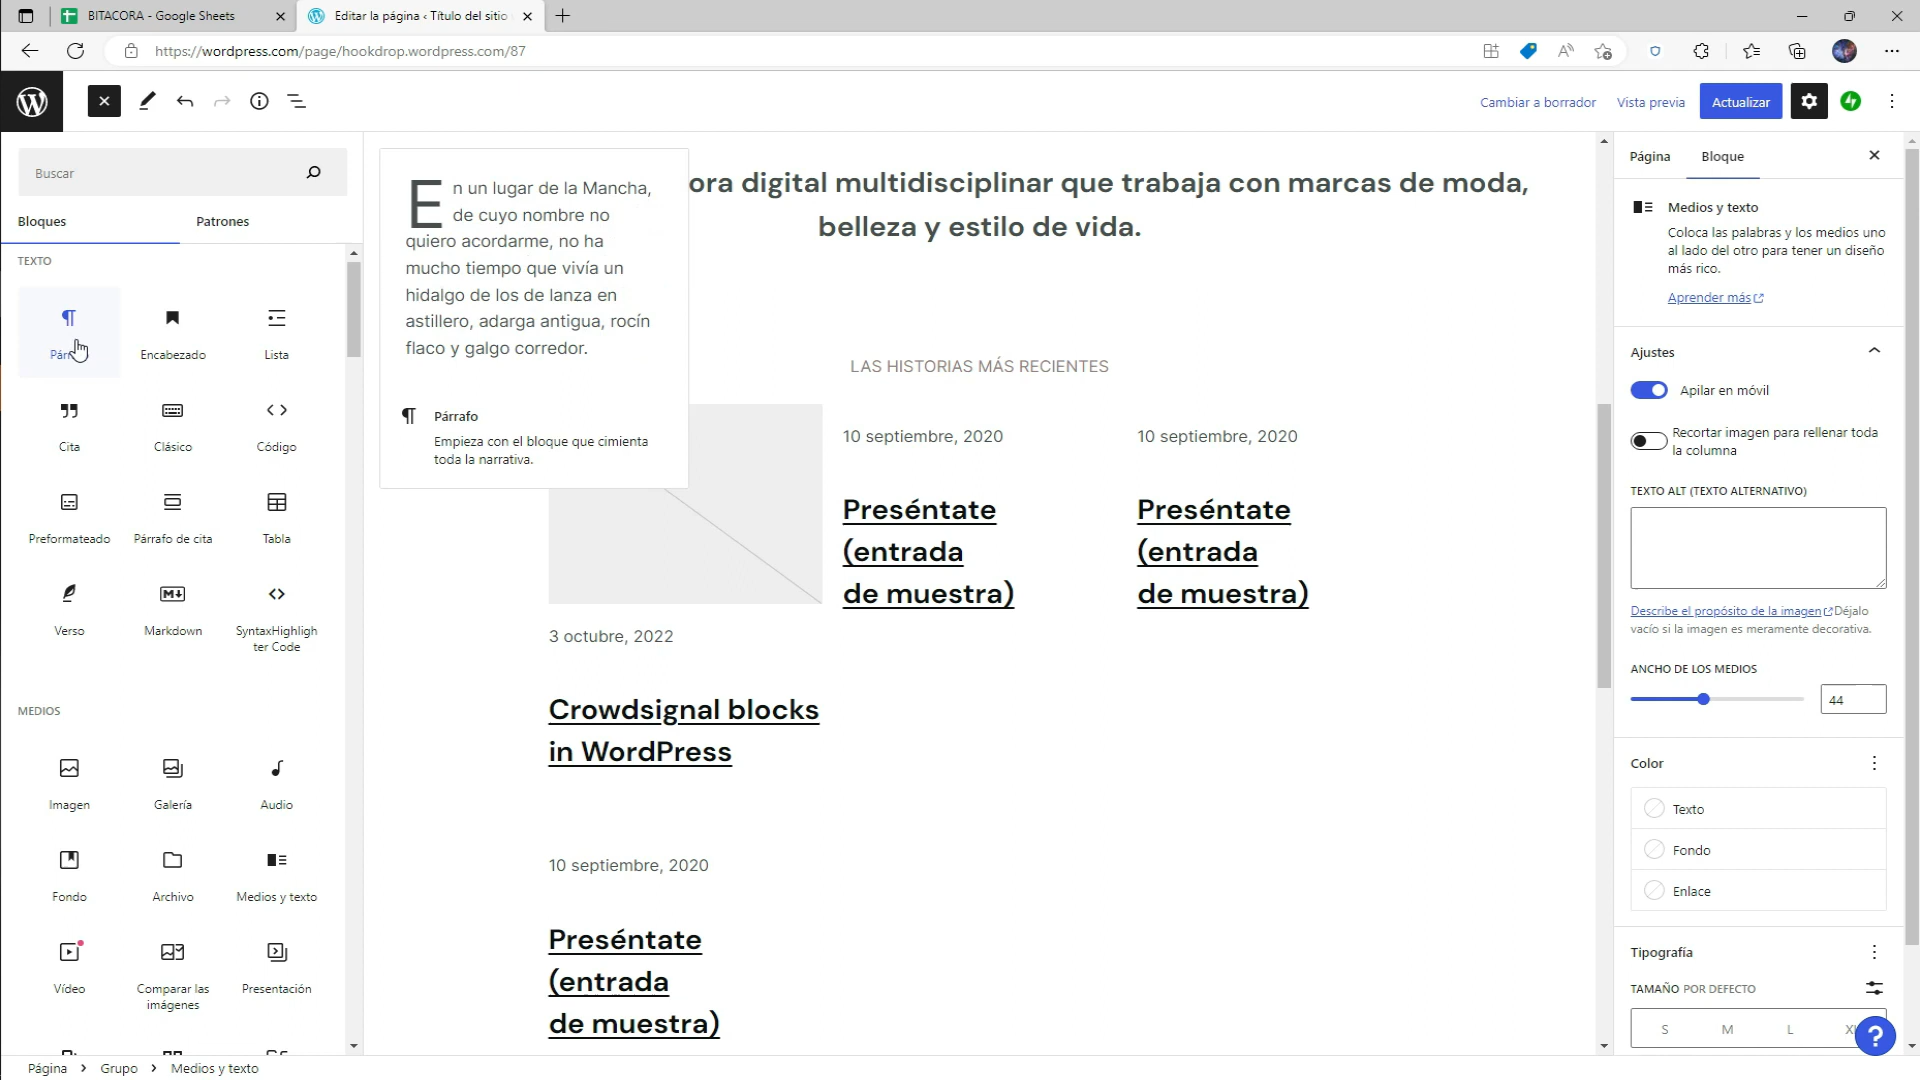 BITACORA - Google Sheets
Editar la página ‹ Título del sitio
https://wordpress.com/page/hookdrop.wordpress.com/87
Cambiar a borrador
Vista previa
Actualizar
Buscar
Bloques
Patrones
TEXTO
Encabezado
Lista
Cita
Clásico
Código
Preformateado
Párrafo de cita
Tabla
Verso
Markdown
SyntaxHighligh
ter Code
MEDIOS
Imagen
Galería
Audio
Fondo
Archivo
Medios y texto
Vídeo
Comparar las
imágenes
Presentación
En un lugar de la Mancha,
de cuyo nombre no
quiero acordarme, no ha
mucho tiempo que vivía un
hidalgo de los de lanza en
astillero, adarga antigua, rocín
flaco y galgo corredor.
Párrafo
Empieza con el bloque que cimienta
toda la narrativa.
ora digital multidisciplinar que trabaja con marcas de moda,
belleza y estilo de vida.
LAS HISTORIAS MÁS RECIENTES
3 octubre, 2022
Crowdsignal blocks
in WordPress
10 septiembre, 2020
Preséntate
(entrada
de muestra)
10 septiembre, 2020
Preséntate
(entrada
de muestra)
10 septiembre, 2020
Preséntate
(entrada
de muestra)
Página
Bloque
Medios y texto
Coloca las palabras y los medios uno
al lado del otro para tener un diseño
más rico.
Aprender más
Ajustes
Apilar en móvil
Recortar imagen para rellenar toda
la columna
TEXTO ALT (TEXTO ALTERNATIVO)
Describe el propósito de la imagen Déjalo
vacío si la imagen es meramente decorativa.
ANCHO DE LOS MEDIOS
44
Color
Texto
Fondo
Enlace
Tipografía
TAMAÑO POR DEFECTO
S M L
?
Página > Grupo > Medios y texto